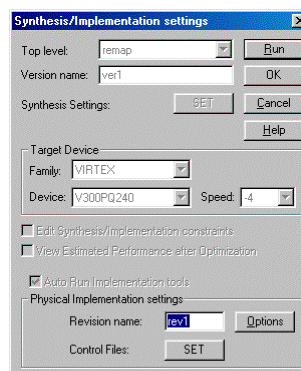 Synthesis/Implementation settings
Top level: remap Run
Version name: ver1 OK
Synthesis Settings: SET Cancel
Help
Target Device
Family: VIRTEX
Device: V300PQ240 Speed: -4
Edit Synthesis/Implementation constraints
View Estimated Performance after Optimization
Auto Run Implementation tools
Physical Implementation settings
Revision name: rev1 Options
Control Files: SET